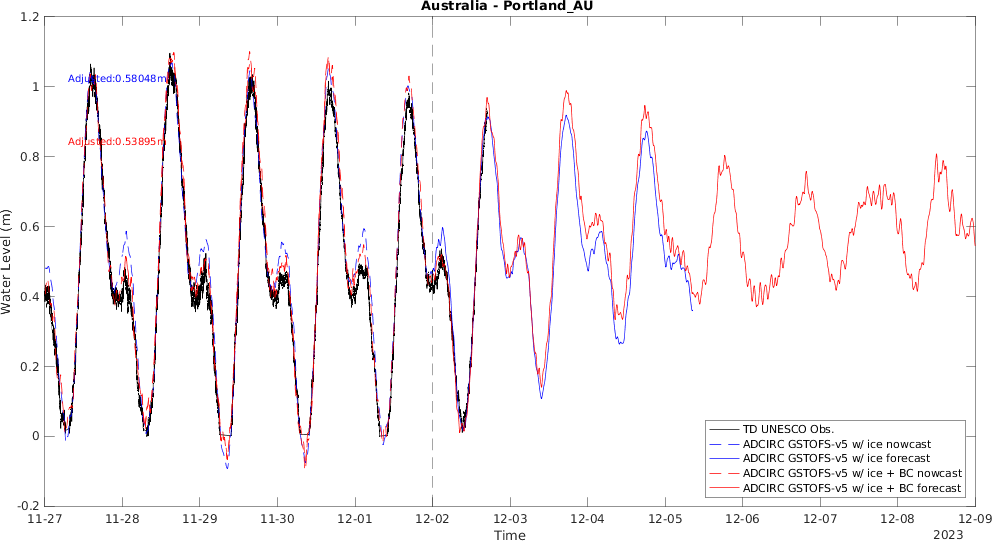 Australia - Portland_AU
1.2
1
0.8
0.6
0.4
0.2
0
-0.2
Water Level (m)
Adjusted:0.58048m
Adjusted:0.53895m
TD UNESCO Obs.
ADCIRC GSTOFS-v5 w/ ice nowcast
ADCIRC GSTOFS-v5 w/ ice forecast
ADCIRC GSTOFS-v5 w/ ice + BC nowcast
ADCIRC GSTOFS-v5 w/ ice + BC forecast
11-27 11-28 11-29 11-30 12-01 12-02 12-03 12-04 12-05 12-06 12-07 12-08 12-09
Time
2023